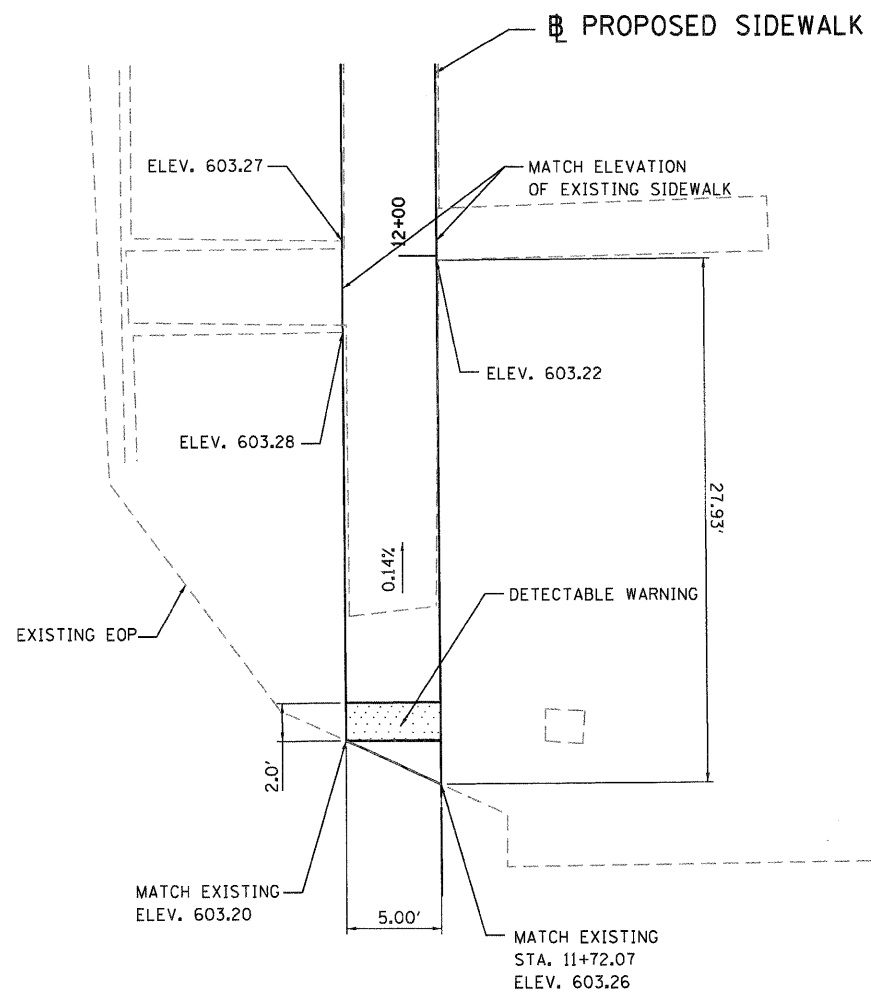 ℄ PROPOSED SIDEWALK
ELEV. 603.27
MATCH ELEVATION
OF EXISTING SIDEWALK
12+00
ELEV. 603.22
ELEV. 603.28
27.93'
0.14%
DETECTABLE WARNING
EXISTING EOP
2.0'
MATCH EXISTING
ELEV. 603.20
5.00'
MATCH EXISTING
STA. 11+72.07
ELEV. 603.26